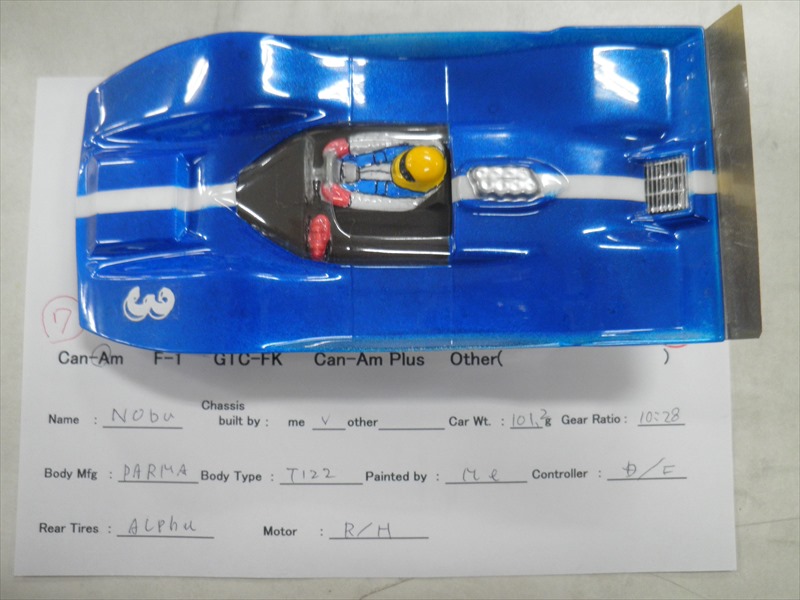 3
7
Can-Am F-1 GTC-FK Can-Am Plus Other( )
Name : Nobu Chassis built by : me V other Car Wt. : 101.2g Gear Ratio : 10:28
Body Mfg : PARMA Body Type : T122 Painted by : Me Controller : D/F
Rear Tires : Alpha Motor : R/H